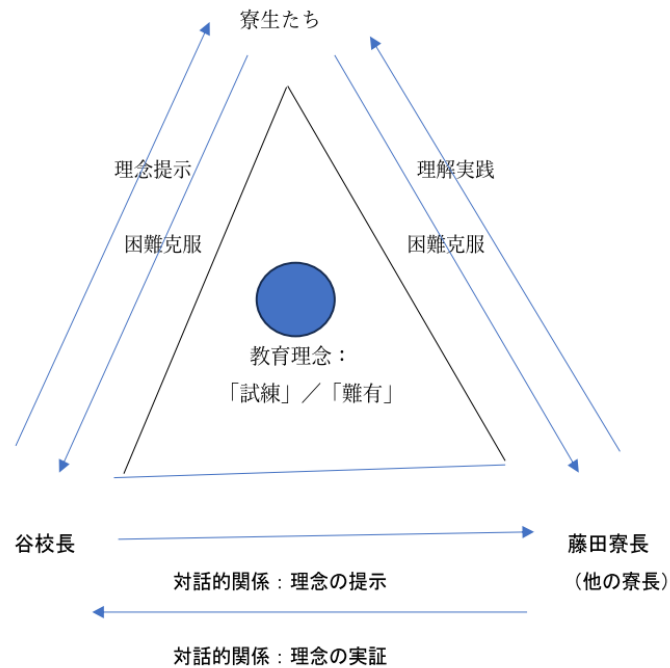 寮生たち
理念提示
理解実践
困難克服
困難克服
教育理念：
「試練」／「難有」
谷校長
藤田寮長
（他の寮長）
対話的関係：理念の提示
対話的関係：理念の実証